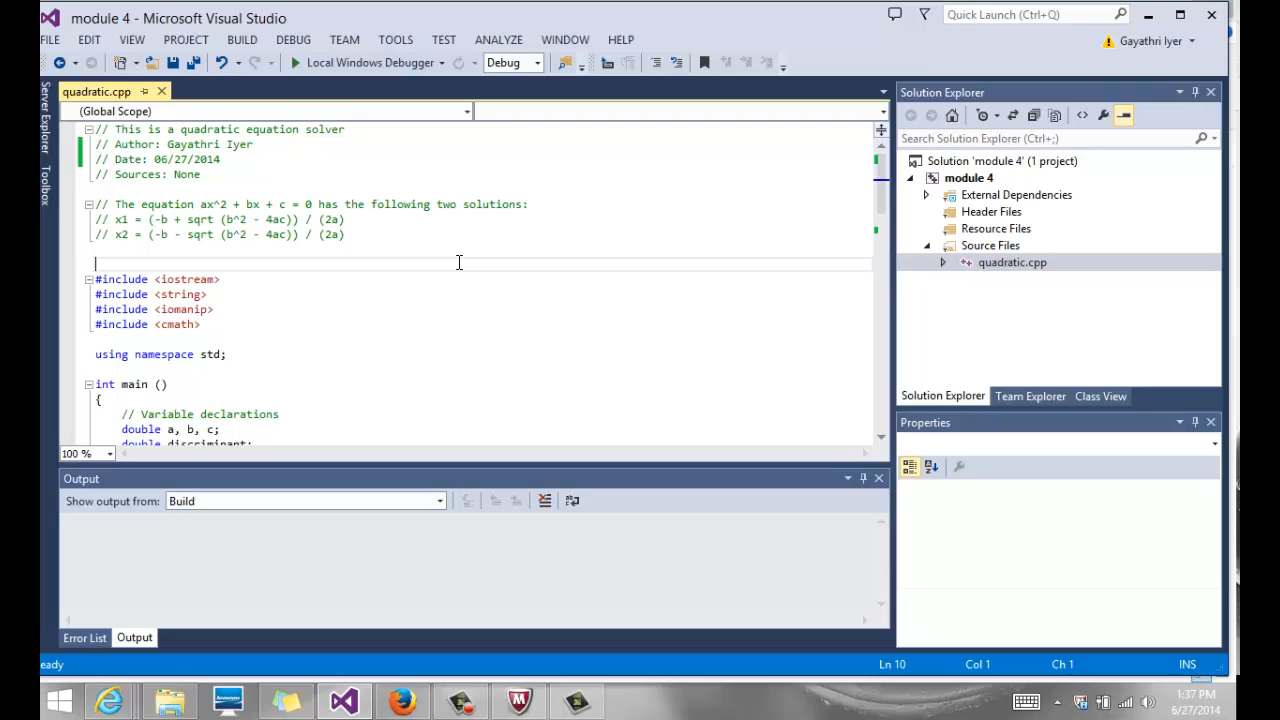 module 4 - Microsoft Visual Studio
Quick Launch (Ctrl+Q)
FILE EDIT VIEW PROJECT BUILD DEBUG TEAM TOOLS TEST ANALYZE WINDOW HELP
Gayathri Iyer
Local Windows Debugger
Debug
Server Explorer
Toolbox
quadratic.cpp
(Global Scope)
// This is a quadratic equation solver
// Author: Gayathri Iyer
// Date: 06/27/2014
// Sources: None
// The equation ax^2 + bx + c = 0 has the following two solutions:
// x1 = (-b + sqrt (b^2 - 4ac)) / (2a)
// x2 = (-b - sqrt (b^2 - 4ac)) / (2a)
#include <iostream>
#include <string>
#include <iomanip>
#include <cmath>
using namespace std;
int main ()
{
// Variable declarations
double a, b, c;
double discriminant;
100 %
Output
Show output from: Build
Error List Output
Solution Explorer
Search Solution Explorer (Ctrl+;)
Solution 'module 4' (1 project)
module 4
External Dependencies
Header Files
Resource Files
Source Files
quadratic.cpp
Solution Explorer Team Explorer Class View
Properties
eady
Ln 10 Col 1 Ch 1 INS
1:37 PM
6/27/2014